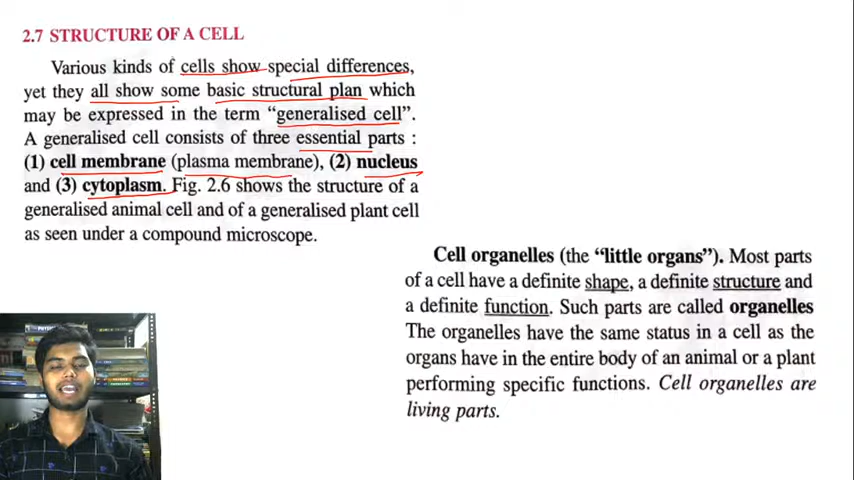 2.7 STRUCTURE OF A CELL
Various kinds of cells show special differences,
yet they all show some basic structural plan which
may be expressed in the term “generalised cell”.
A generalised cell consists of three essential parts :
(1) cell membrane (plasma membrane), (2) nucleus
and (3) cytoplasm. Fig. 2.6 shows the structure of a
generalised animal cell and of a generalised plant cell
as seen under a compound microscope.
Cell organelles (the “little organs”). Most parts
of a cell have a definite shape, a definite structure and
a definite function. Such parts are called organelles
The organelles have the same status in a cell as the
organs have in the entire body of an animal or a plant
performing specific functions. Cell organelles are
living parts.